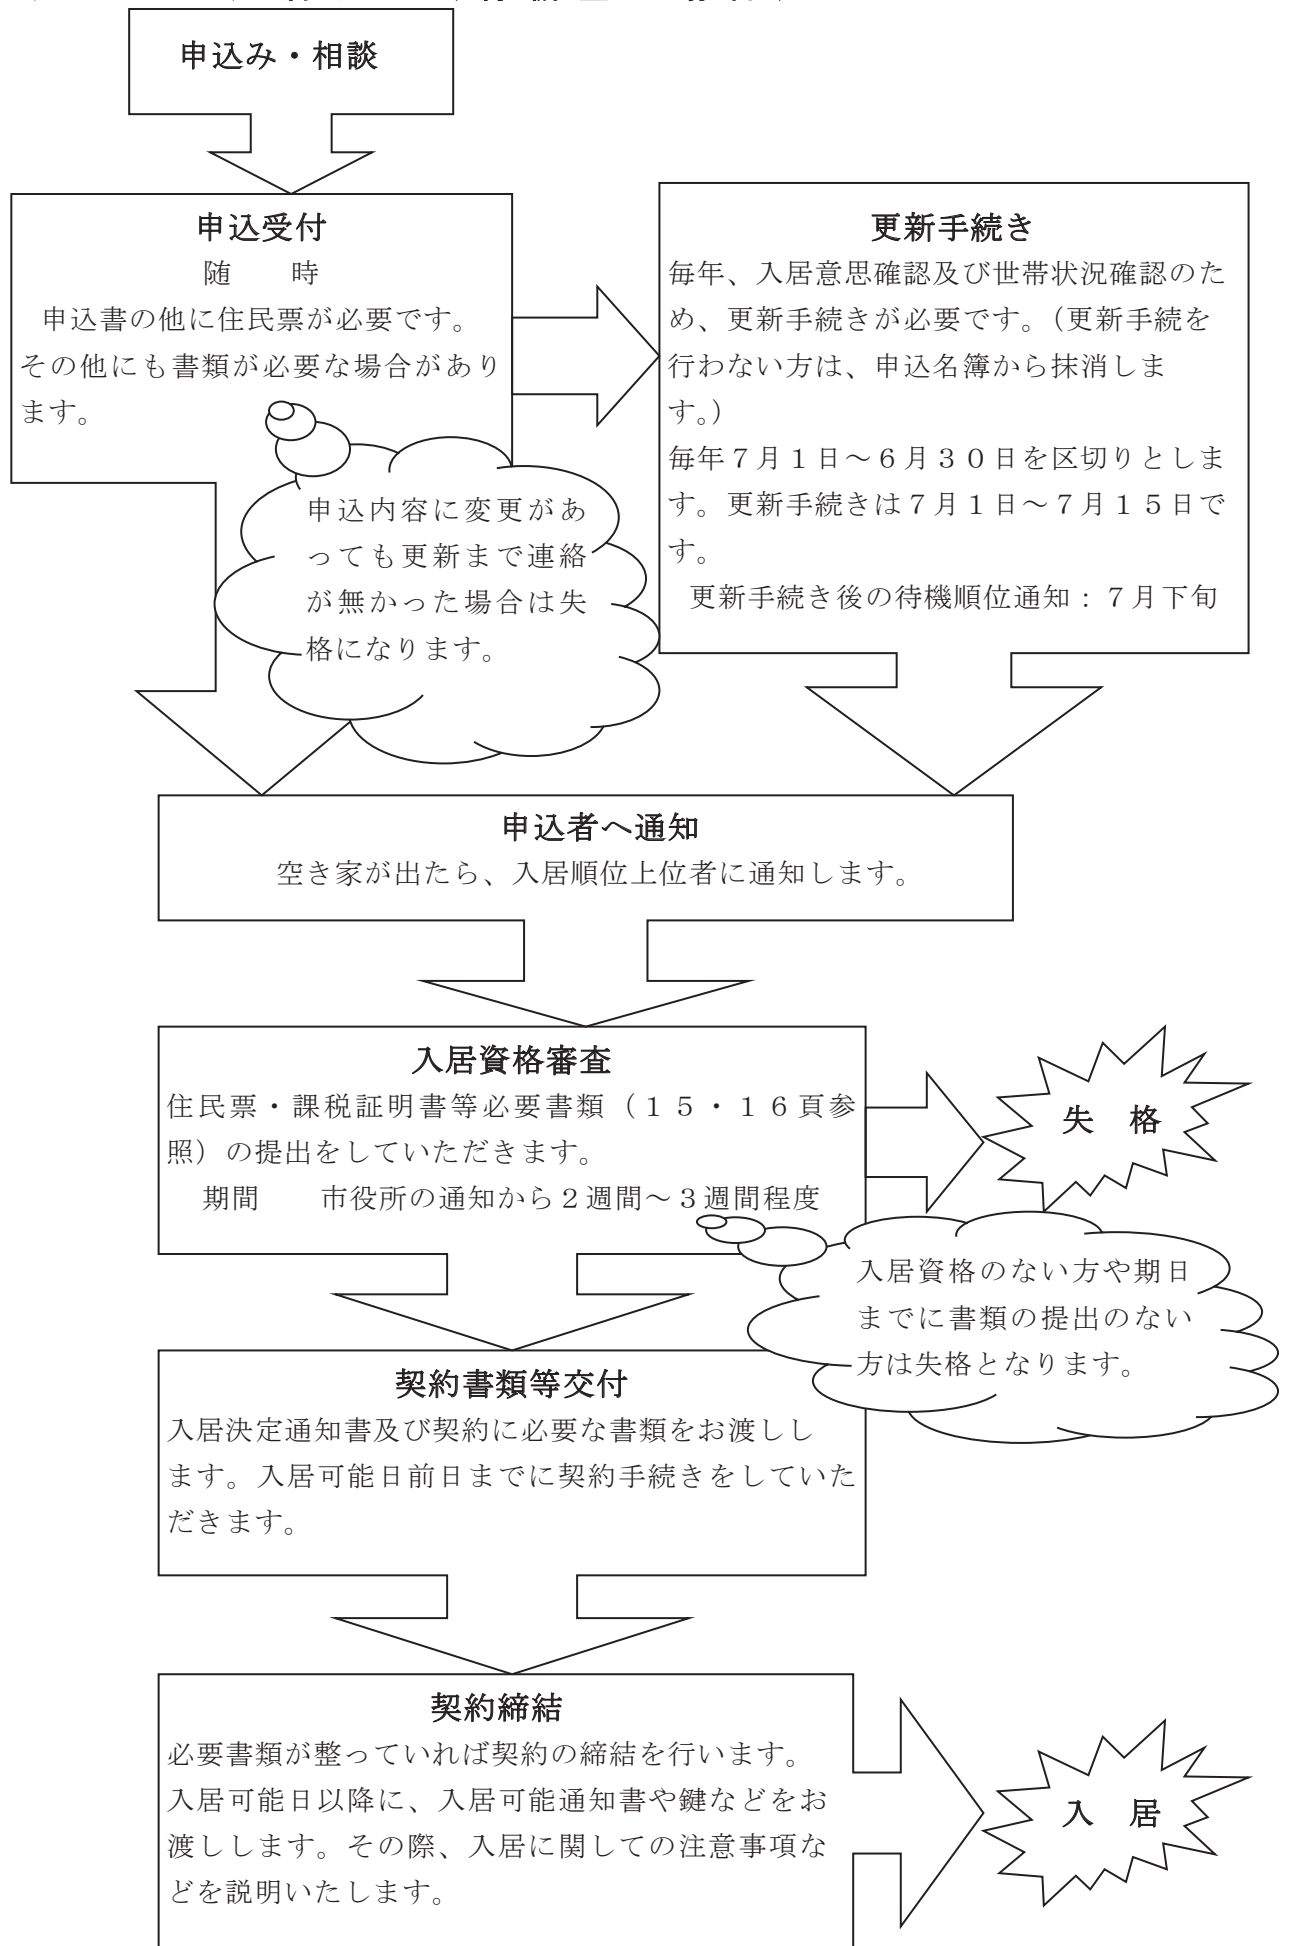 申込み・相談
申込受付
随　　時
申込書の他に住民票が必要です。
その他にも書類が必要な場合があり
ます。
申込内容に変更があ
っても更新まで連絡
が無かった場合は失
格になります。
更新手続き
毎年、入居意思確認及び世帯状況確認のた
め、更新手続きが必要です。（更新手続を
行わない方は、申込名簿から抹消しま
す。）
毎年７月１日～６月３０日を区切りとしま
す。更新手続きは７月１日～７月１５日で
す。
更新手続き後の待機順位通知：７月下旬
申込者へ通知
空き家が出たら、入居順位上位者に通知します。
入居資格審査
住民票・課税証明書等必要書類（１５・１６頁参
照）の提出をしていただきます。
期間　　市役所の通知から２週間～３週間程度
失　格
入居資格のない方や期日
までに書類の提出のない
方は失格となります。
契約書類等交付
入居決定通知書及び契約に必要な書類をお渡しし
ます。入居可能日前日までに契約手続きをしていた
だきます。
契約締結
必要書類が整っていれば契約の締結を行います。
入居可能日以降に、入居可能通知書や鍵などをお
渡しします。その際、入居に関しての注意事項な
どを説明いたします。
入　居